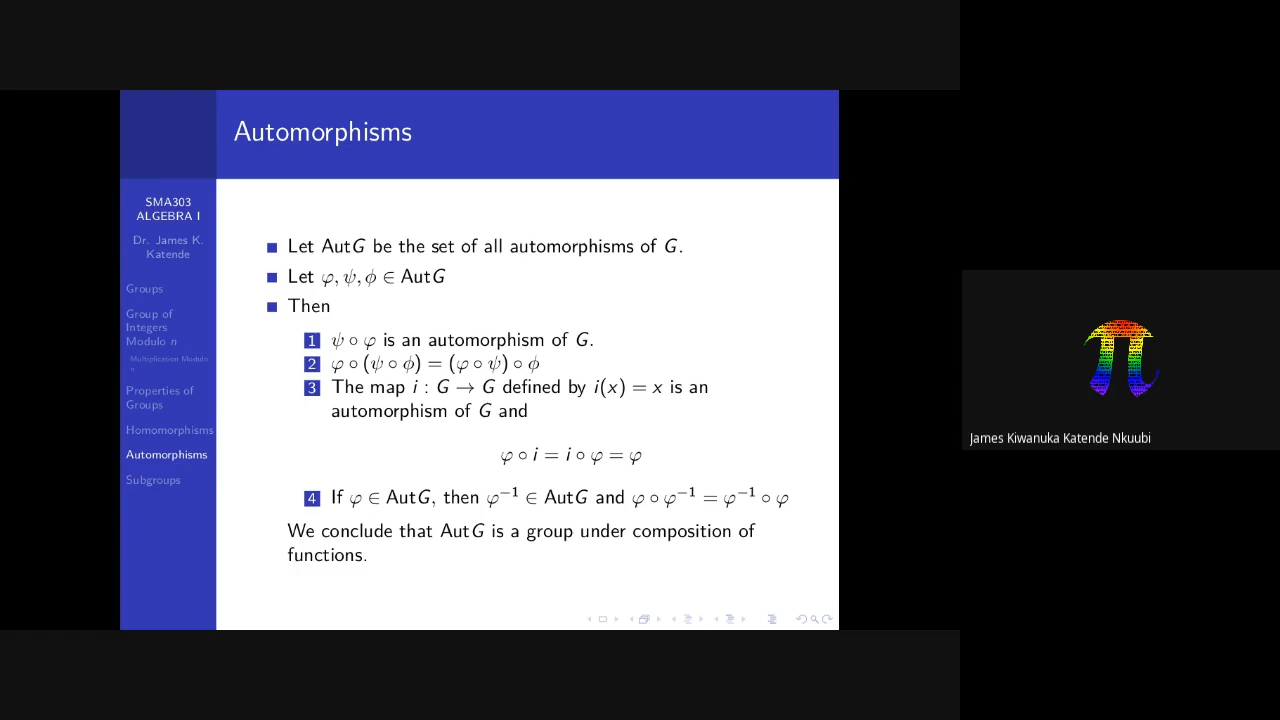 Automorphisms
SMA303
ALGEBRA I
Dr. James K.
Katende
Groups
Group of
Integers
Modulo n
Multiplication Modulo
n
Properties of
Groups
Homomorphisms
Automorphisms
Subgroups
Let AutG be the set of all automorphisms of G.
Let φ, ψ, ϕ ∈ AutG
Then
1 ψ ∘ φ is an automorphism of G.
2 φ ∘ (ψ ∘ ϕ) = (φ ∘ ψ) ∘ ϕ
3 The map i : G → G defined by i(x) = x is an
automorphism of G and
φ ∘ i = i ∘ φ = φ
4 If φ ∈ AutG, then φ⁻¹ ∈ AutG and φ ∘ φ⁻¹ = φ⁻¹ ∘ φ
We conclude that AutG is a group under composition of
functions.
James Kiwanuka Katende Nkuubi